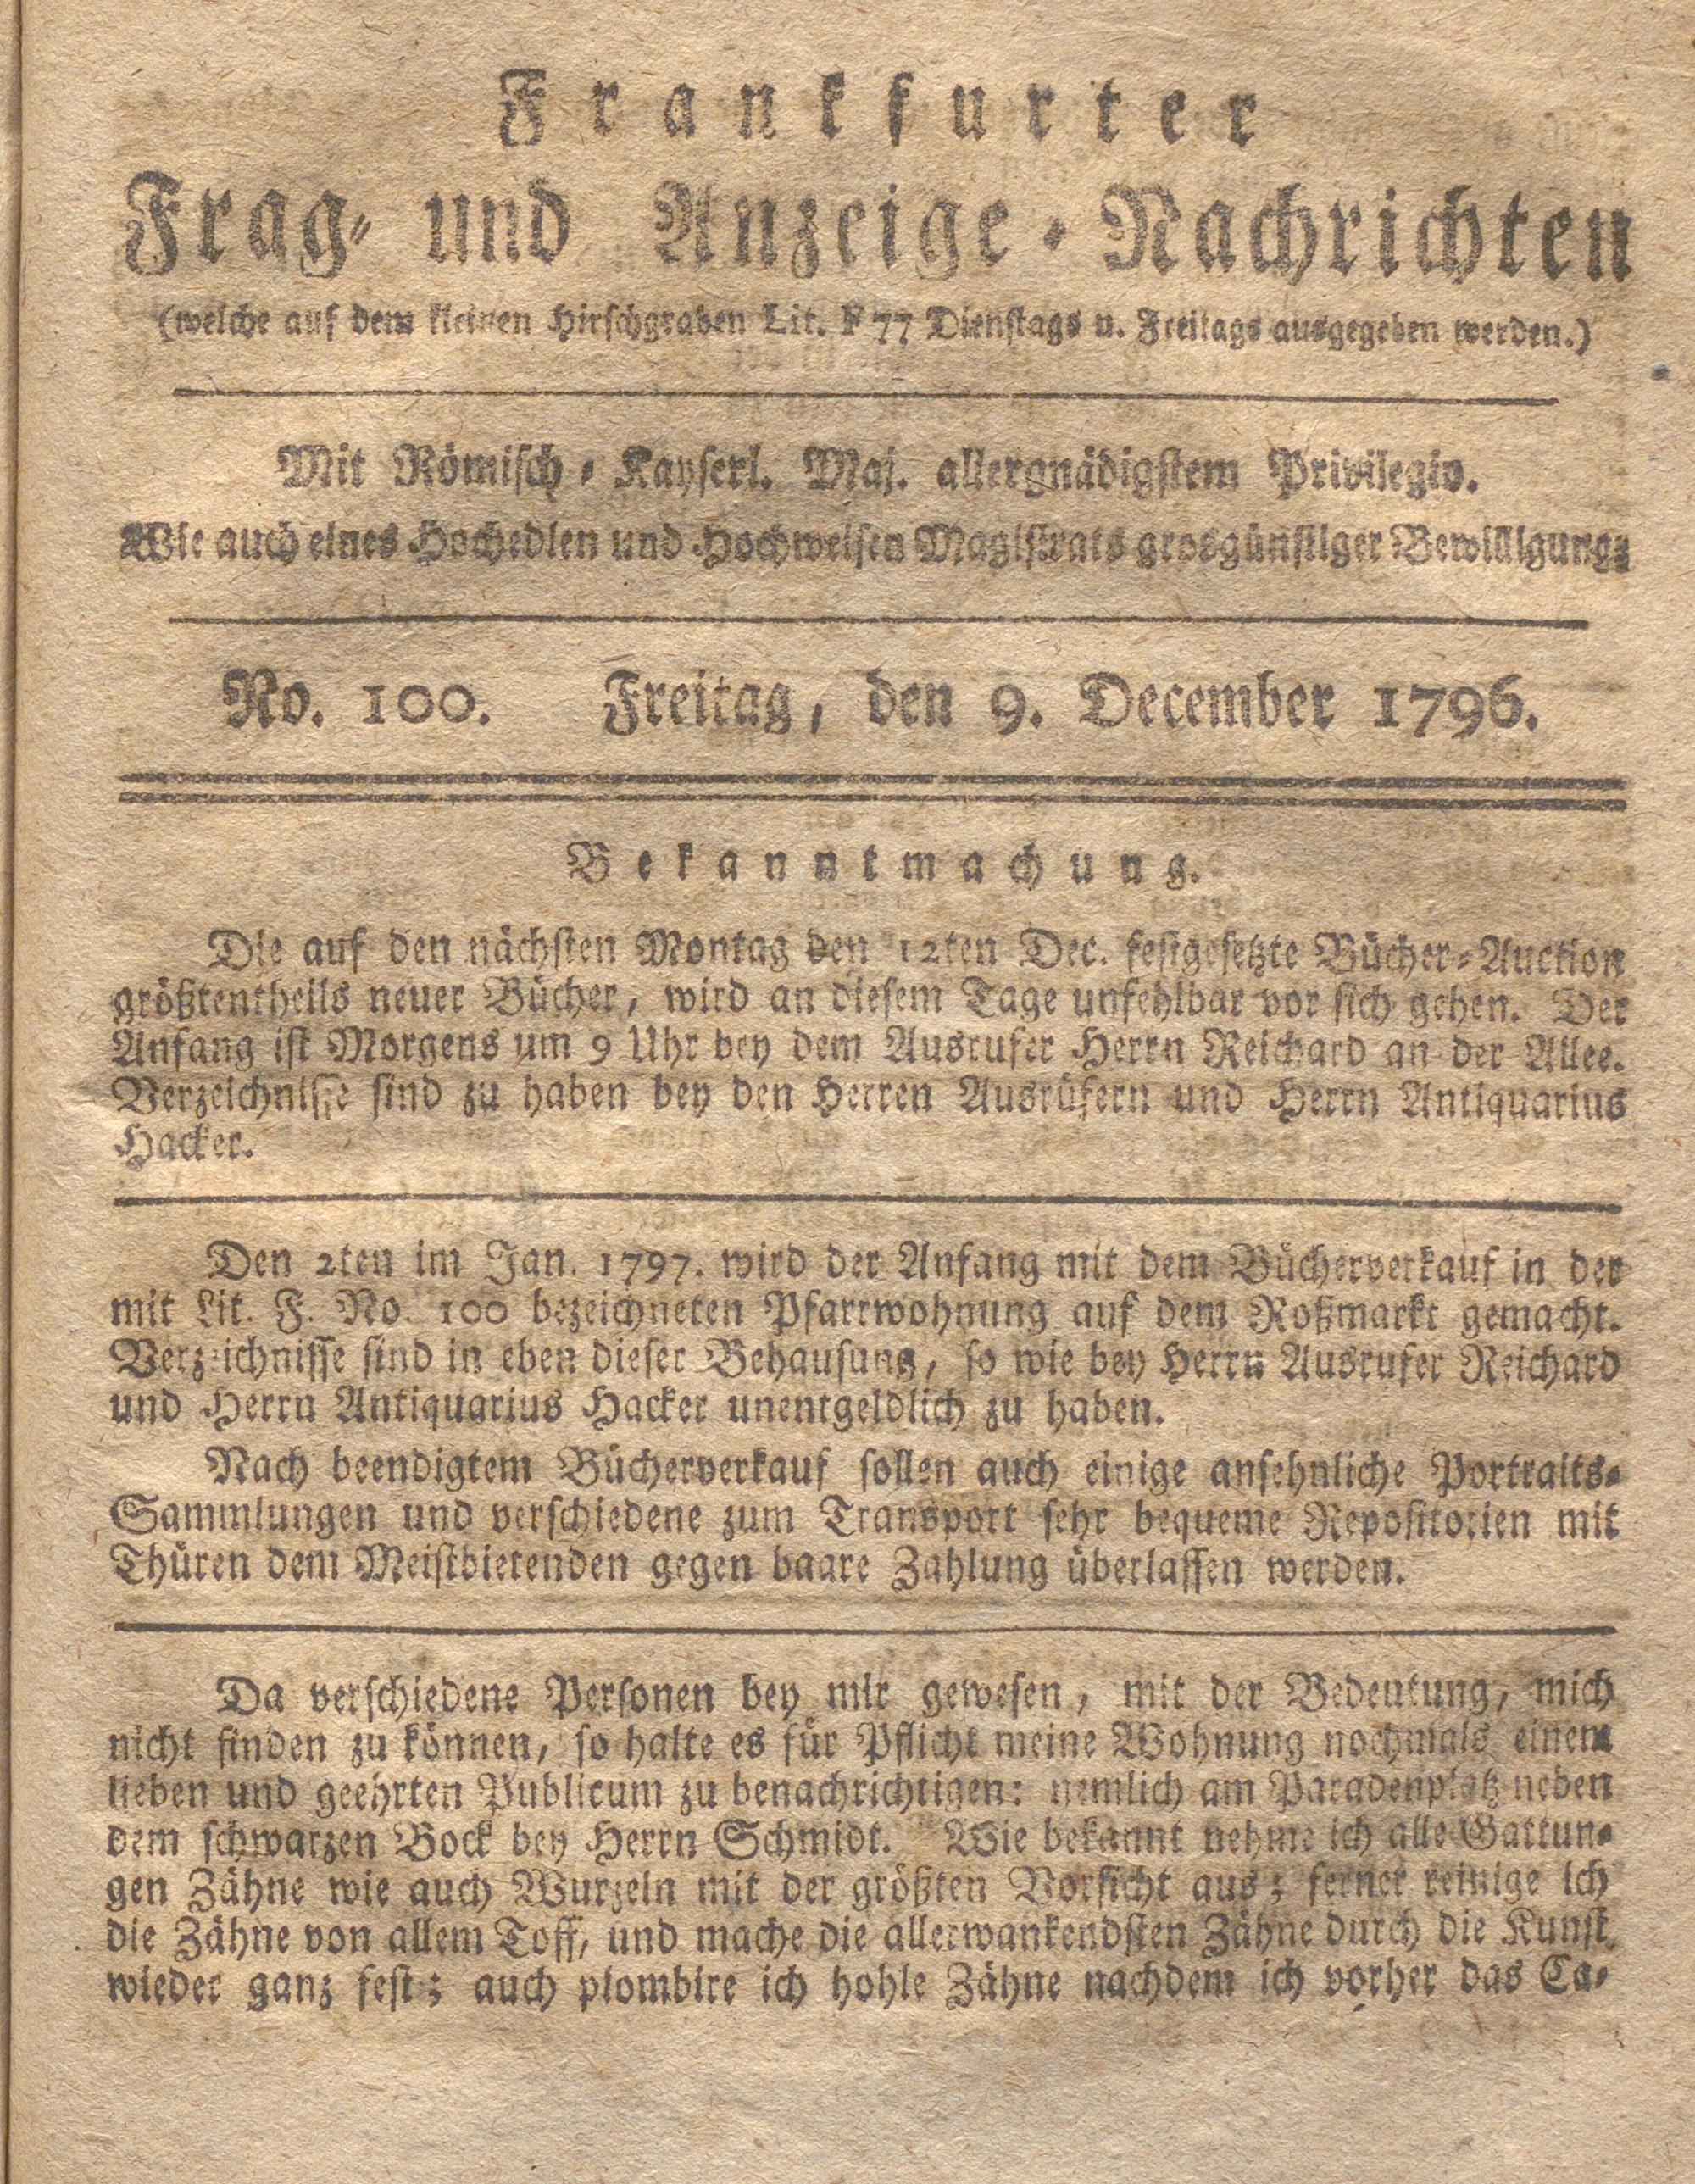 Frankfurter
Frag- und Anzeige-Nachrichten
(welche auf dem kleinen Hirschgraben Lit. F 77 Dienstags u. Freitags ausgegeben werden.)
Mit Römisch-Kayserl. Maj. allergnädigstem Privilegio.
Wie auch eines Hochedlen und Hochweisen Magistrats grosgünstiger Bewilligung:
No. 100. Freitag, den 9. December 1796.
Bekanntmachung.
Die auf den nächsten Montag den 12ten Dec. festgesetzte Bücher-Auction
größtentheils neuer Bücher, wird an diesem Tage unfehlbar vor sich gehen. Der
Anfang ist Morgens um 9 Uhr bey dem Ausrufer Herrn Reichard an der Allee.
Verzeichnisse sind zu haben bey den Herren Ausrüfern und Herrn Antiquarius
Hacker.
Den 2ten im Jan. 1797. wird der Anfang mit dem Bücherverkauf in der
mit Lit. F. No. 100 bezeichneten Pfarrwohnung auf dem Roßmarkt gemacht.
Verzeichnisse sind in eben dieser Behausung, so wie bey Herrn Ausrufer Reichard
und Herrn Antiquarius Hacker unentgeldlich zu haben.
Nach beendigtem Bücherverkauf sollen auch einige ansehnliche Portraits-
Sammlungen und verschiedene zum Transport sehr bequeme Repositorien mit
Thüren dem Meistbietenden gegen baare Zahlung überlassen werden.
Da verschiedene Personen bey mir gewesen, mit der Bedeutung, mich
nicht finden zu können, so halte es für Pflicht meine Wohnung nochmals einem
lieben und geehrten Publicum zu benachrichtigen: nemlich am Paradenplatz neben
dem schwarzen Bock bey Herrn Schmidt. Wie bekannt nehme ich alle Gattun-
gen Zähne wie auch Wurzeln mit der größten Vorsicht aus; ferner reinige ich
die Zähne von allem Toff, und mache die allerwankendsten Zähne durch die Kunst
wieder ganz fest; auch plombire ich hohle Zähne nachdem ich vorher das Ca-